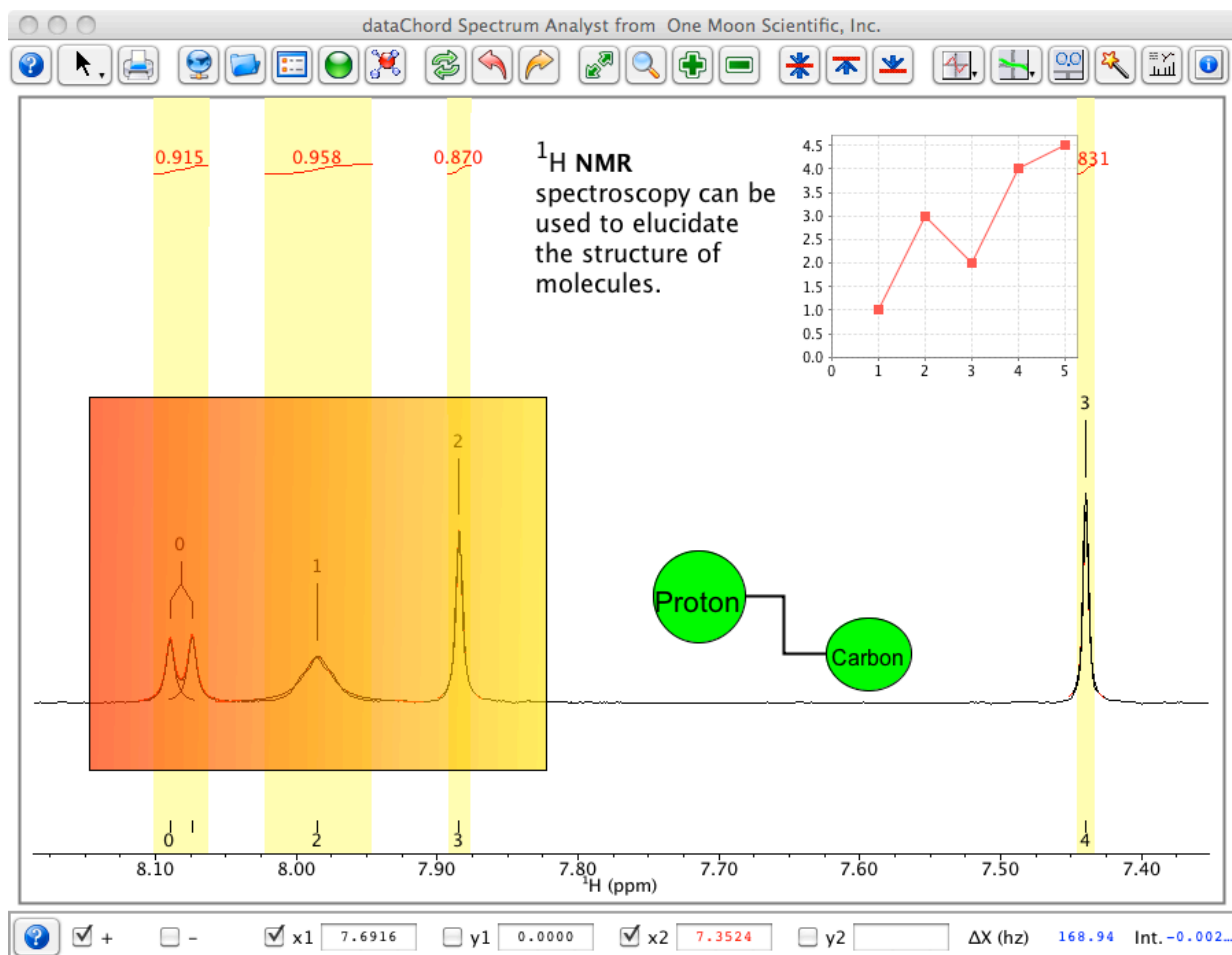 dataChord Spectrum Analyst from One Moon Scientific, Inc.
0.915
0.958
0.870
831
¹H NMR
spectroscopy can be
used to elucidate
the structure of
molecules.
4.5
4.0
3.5
3.0
2.5
2.0
1.5
1.0
0.5
0.0
0 1 2 3 4 5
3
2
0
1
Proton
Carbon
0 2 3 4
8.10 8.00 7.90 7.80 7.70 7.60 7.50 7.40
¹H (ppm)
+ - x1 7.6916 y1 0.0000 x2 7.3524 y2 ΔX (hz) 168.94 Int. -0.002...